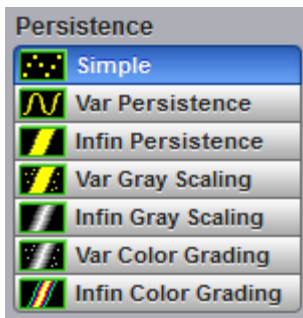 Persistence
Simple
Var Persistence
Infin Persistence
Var Gray Scaling
Infin Gray Scaling
Var Color Grading
Infin Color Grading